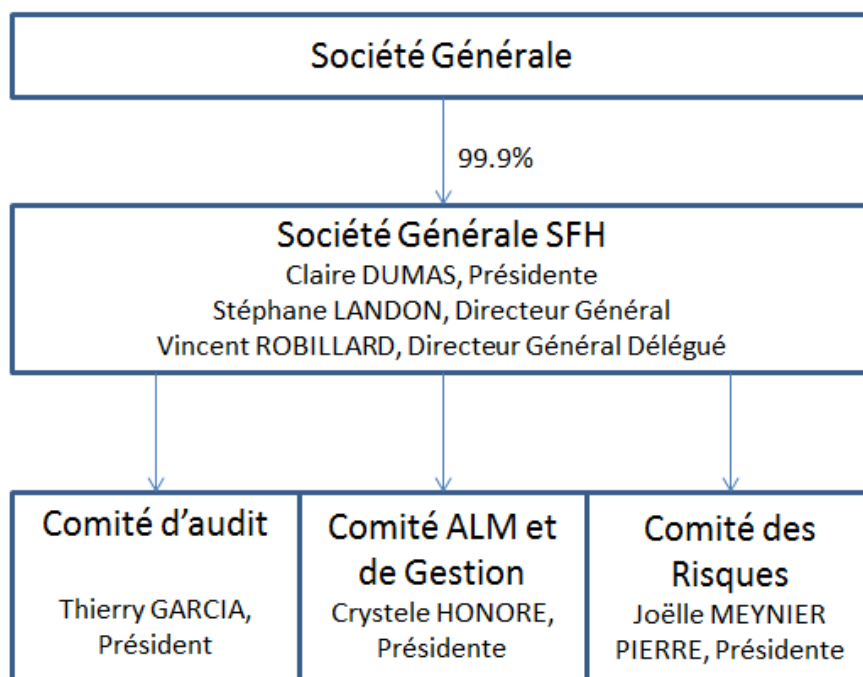 Société Générale
99.9%
Société Générale SFH
Claire DUMAS, Présidente
Stéphane LANDON, Directeur Général
Vincent ROBILLARD, Directeur Général Délégué
Comité d'audit
Thierry GARCIA,
Président
Comité ALM et
de Gestion
Crystele HONORE,
Présidente
Comité des
Risques
Joëlle MEYNIER
PIERRE, Présidente